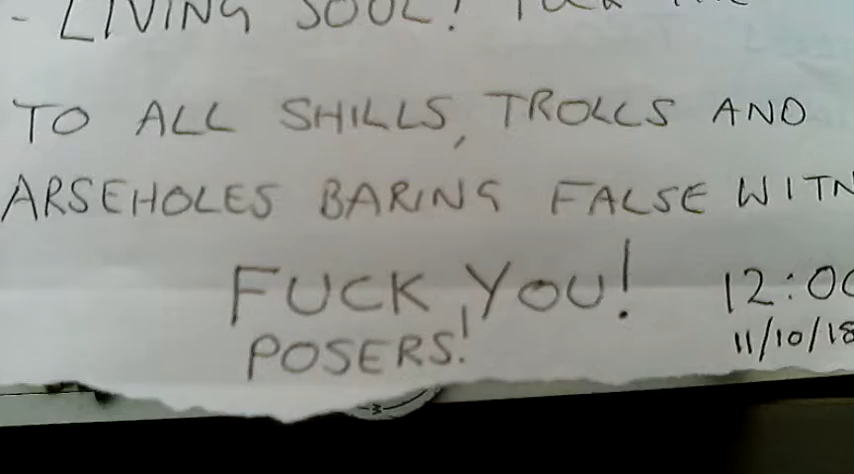 - LIVING SOUL!
TO ALL SHILLS, TROLLS AND
ARSEHOLES BARING FALSE WITN
FUCK YOU! 12:00
POSERS! 11/10/18